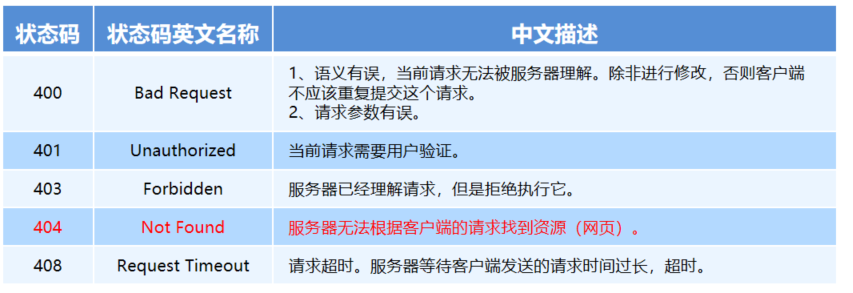 状态码 状态码英文名称 中文描述
400 Bad Request 1、语义有误，当前请求无法被服务器理解。除非进行修改，否则客户端
不应该重复提交这个请求。
2、请求参数有误。
401 Unauthorized 当前请求需要用户验证。
403 Forbidden 服务器已经理解请求，但是拒绝执行它。
404 Not Found 服务器无法根据客户端的请求找到资源（网页）。
408 Request Timeout 请求超时。服务器等待客户端发送的请求时间过长，超时。